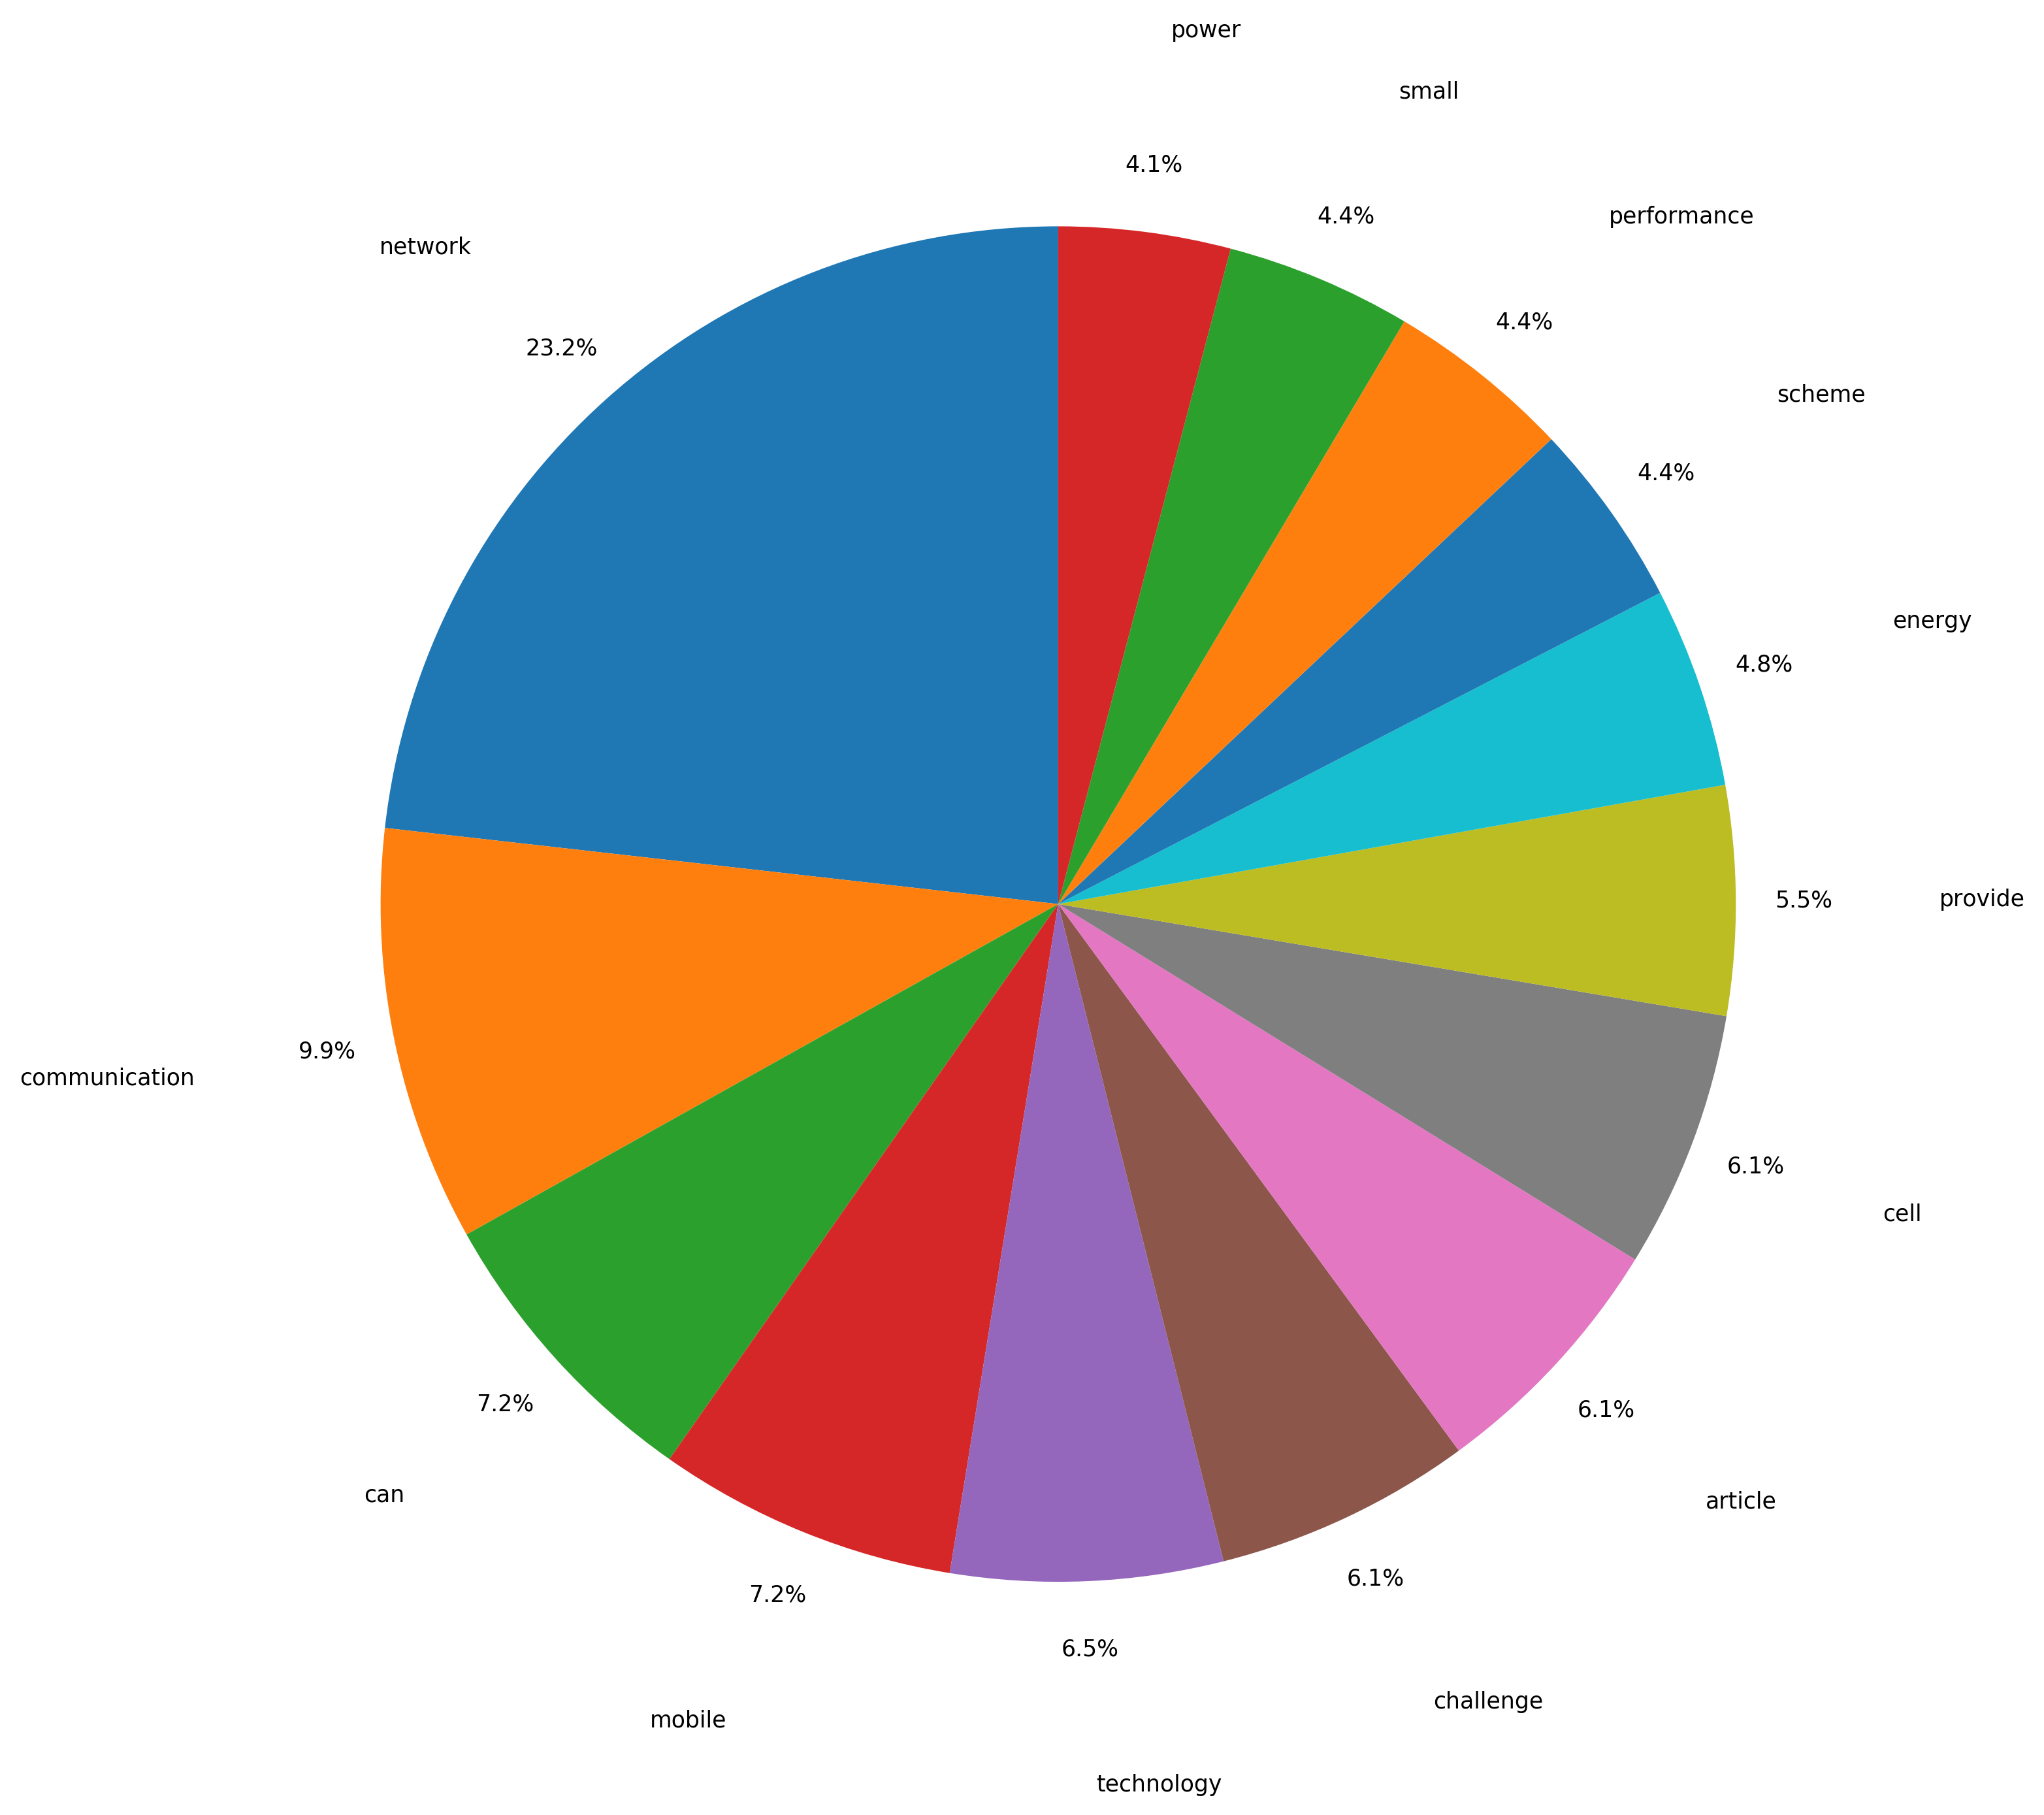 power
small
4.1%
4.4%
performance
network
4.4%
23.2%
scheme
4.4%
energy
4.8%
provide
5.5%
9.9%
communication
6.1%
cell
7.2%
6.1%
can
article
6.1%
7.2%
6.5%
challenge
mobile
technology